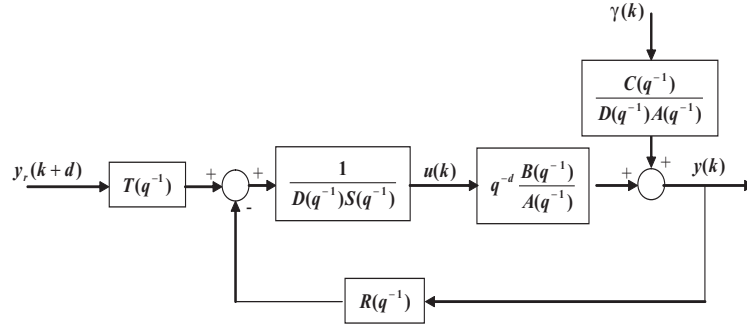 γ(k)
C(q⁻¹)
D(q⁻¹)A(q⁻¹)
y_r(k+d)
T(q⁻¹)
+
+
-
1
D(q⁻¹)S(q⁻¹)
u(k)
q⁻ᵈ B(q⁻¹)
A(q⁻¹)
+
+
y(k)
R(q⁻¹)